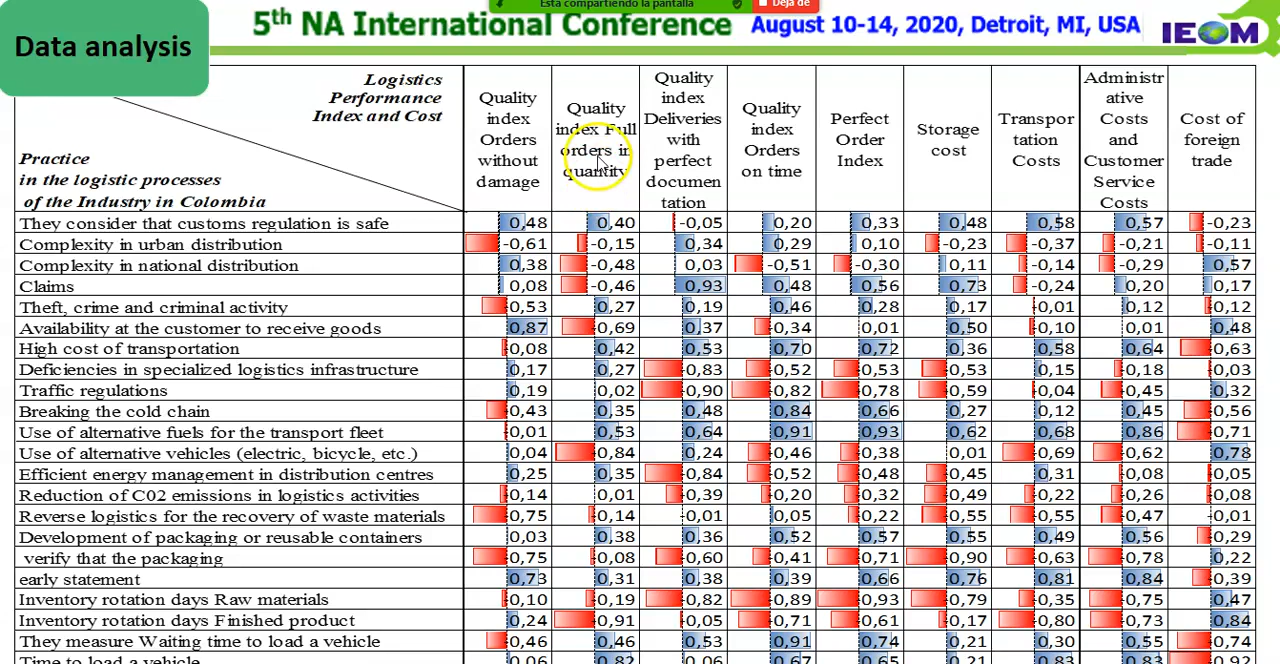 Esta compartiendo la pantalla Deja de
5th NA International Conference August 10-14, 2020, Detroit, MI, USA IEOM
Data analysis
Logistics
Performance
Index and Cost
Practice
in the logistic processes
of the Industry in Colombia
Quality
index
Orders
without
damage
Quality
index Full
orders in
quantity
Quality
index
Deliveries
with
perfect
documen
tation
Quality
index
Orders
on time
Perfect
Order
Index
Storage
cost
Transpor
tation
Costs
Administr
ative
Costs
and
Customer
Service
Costs
Cost of
foreign
trade
They consider that customs regulation is safe 0,48 0,40 -0,05 0,20 0,33 0,48 0,58 0,57 -0,23
Complexity in urban distribution -0,61 -0,15 0,34 0,29 0,10 -0,23 -0,37 -0,21 -0,11
Complexity in national distribution 0,38 -0,48 0,03 -0,51 -0,30 0,11 -0,14 -0,29 0,57
Claims 0,08 -0,46 0,93 0,48 0,56 0,73 -0,24 0,20 0,17
Theft, crime and criminal activity -0,53 0,27 0,19 0,46 0,28 0,17 -0,01 0,12 -0,12
Availability at the customer to receive goods 0,87 -0,69 0,37 -0,34 0,01 0,50 -0,10 0,01 0,48
High cost of transportation -0,08 0,42 0,53 0,70 0,72 0,36 0,58 0,64 -0,63
Deficiencies in specialized logistics infrastructure 0,17 0,27 -0,83 -0,52 -0,53 -0,53 0,15 -0,18 -0,03
Traffic regulations 0,19 0,02 -0,90 -0,82 -0,78 -0,59 -0,04 -0,45 0,32
Breaking the cold chain -0,43 0,35 0,48 0,84 0,66 0,27 0,12 0,45 -0,56
Use of alternative fuels for the transport fleet -0,01 0,53 0,64 0,91 0,93 0,62 0,68 0,86 -0,71
Use of alternative vehicles (electric, bicycle, etc.) 0,04 -0,84 0,24 -0,46 -0,38 0,01 -0,69 -0,62 0,78
Efficient energy management in distribution centres 0,25 0,35 -0,84 -0,52 -0,48 -0,45 0,31 -0,08 -0,05
Reduction of C02 emissions in logistics activities -0,14 0,01 -0,39 -0,20 -0,32 -0,49 -0,22 -0,26 -0,08
Reverse logistics for the recovery of waste materials -0,75 -0,14 -0,01 0,05 -0,22 -0,55 -0,55 -0,47 -0,01
Development of packaging or reusable containers 0,03 0,38 0,36 0,52 0,57 0,55 0,49 0,56 -0,29
verify that the packaging -0,75 -0,08 -0,60 -0,41 -0,71 -0,90 -0,63 -0,78 0,22
early statement 0,73 0,31 0,38 0,39 0,66 0,76 0,81 0,84 -0,39
Inventory rotation days Raw materials -0,10 -0,19 -0,82 -0,89 -0,93 -0,79 -0,35 -0,75 0,47
Inventory rotation days Finished product 0,24 -0,91 -0,05 -0,71 -0,61 -0,17 -0,80 -0,73 0,84
They measure Waiting time to load a vehicle -0,46 0,46 0,53 0,91 0,74 0,21 0,30 0,55 -0,74
Time to load a vehicle